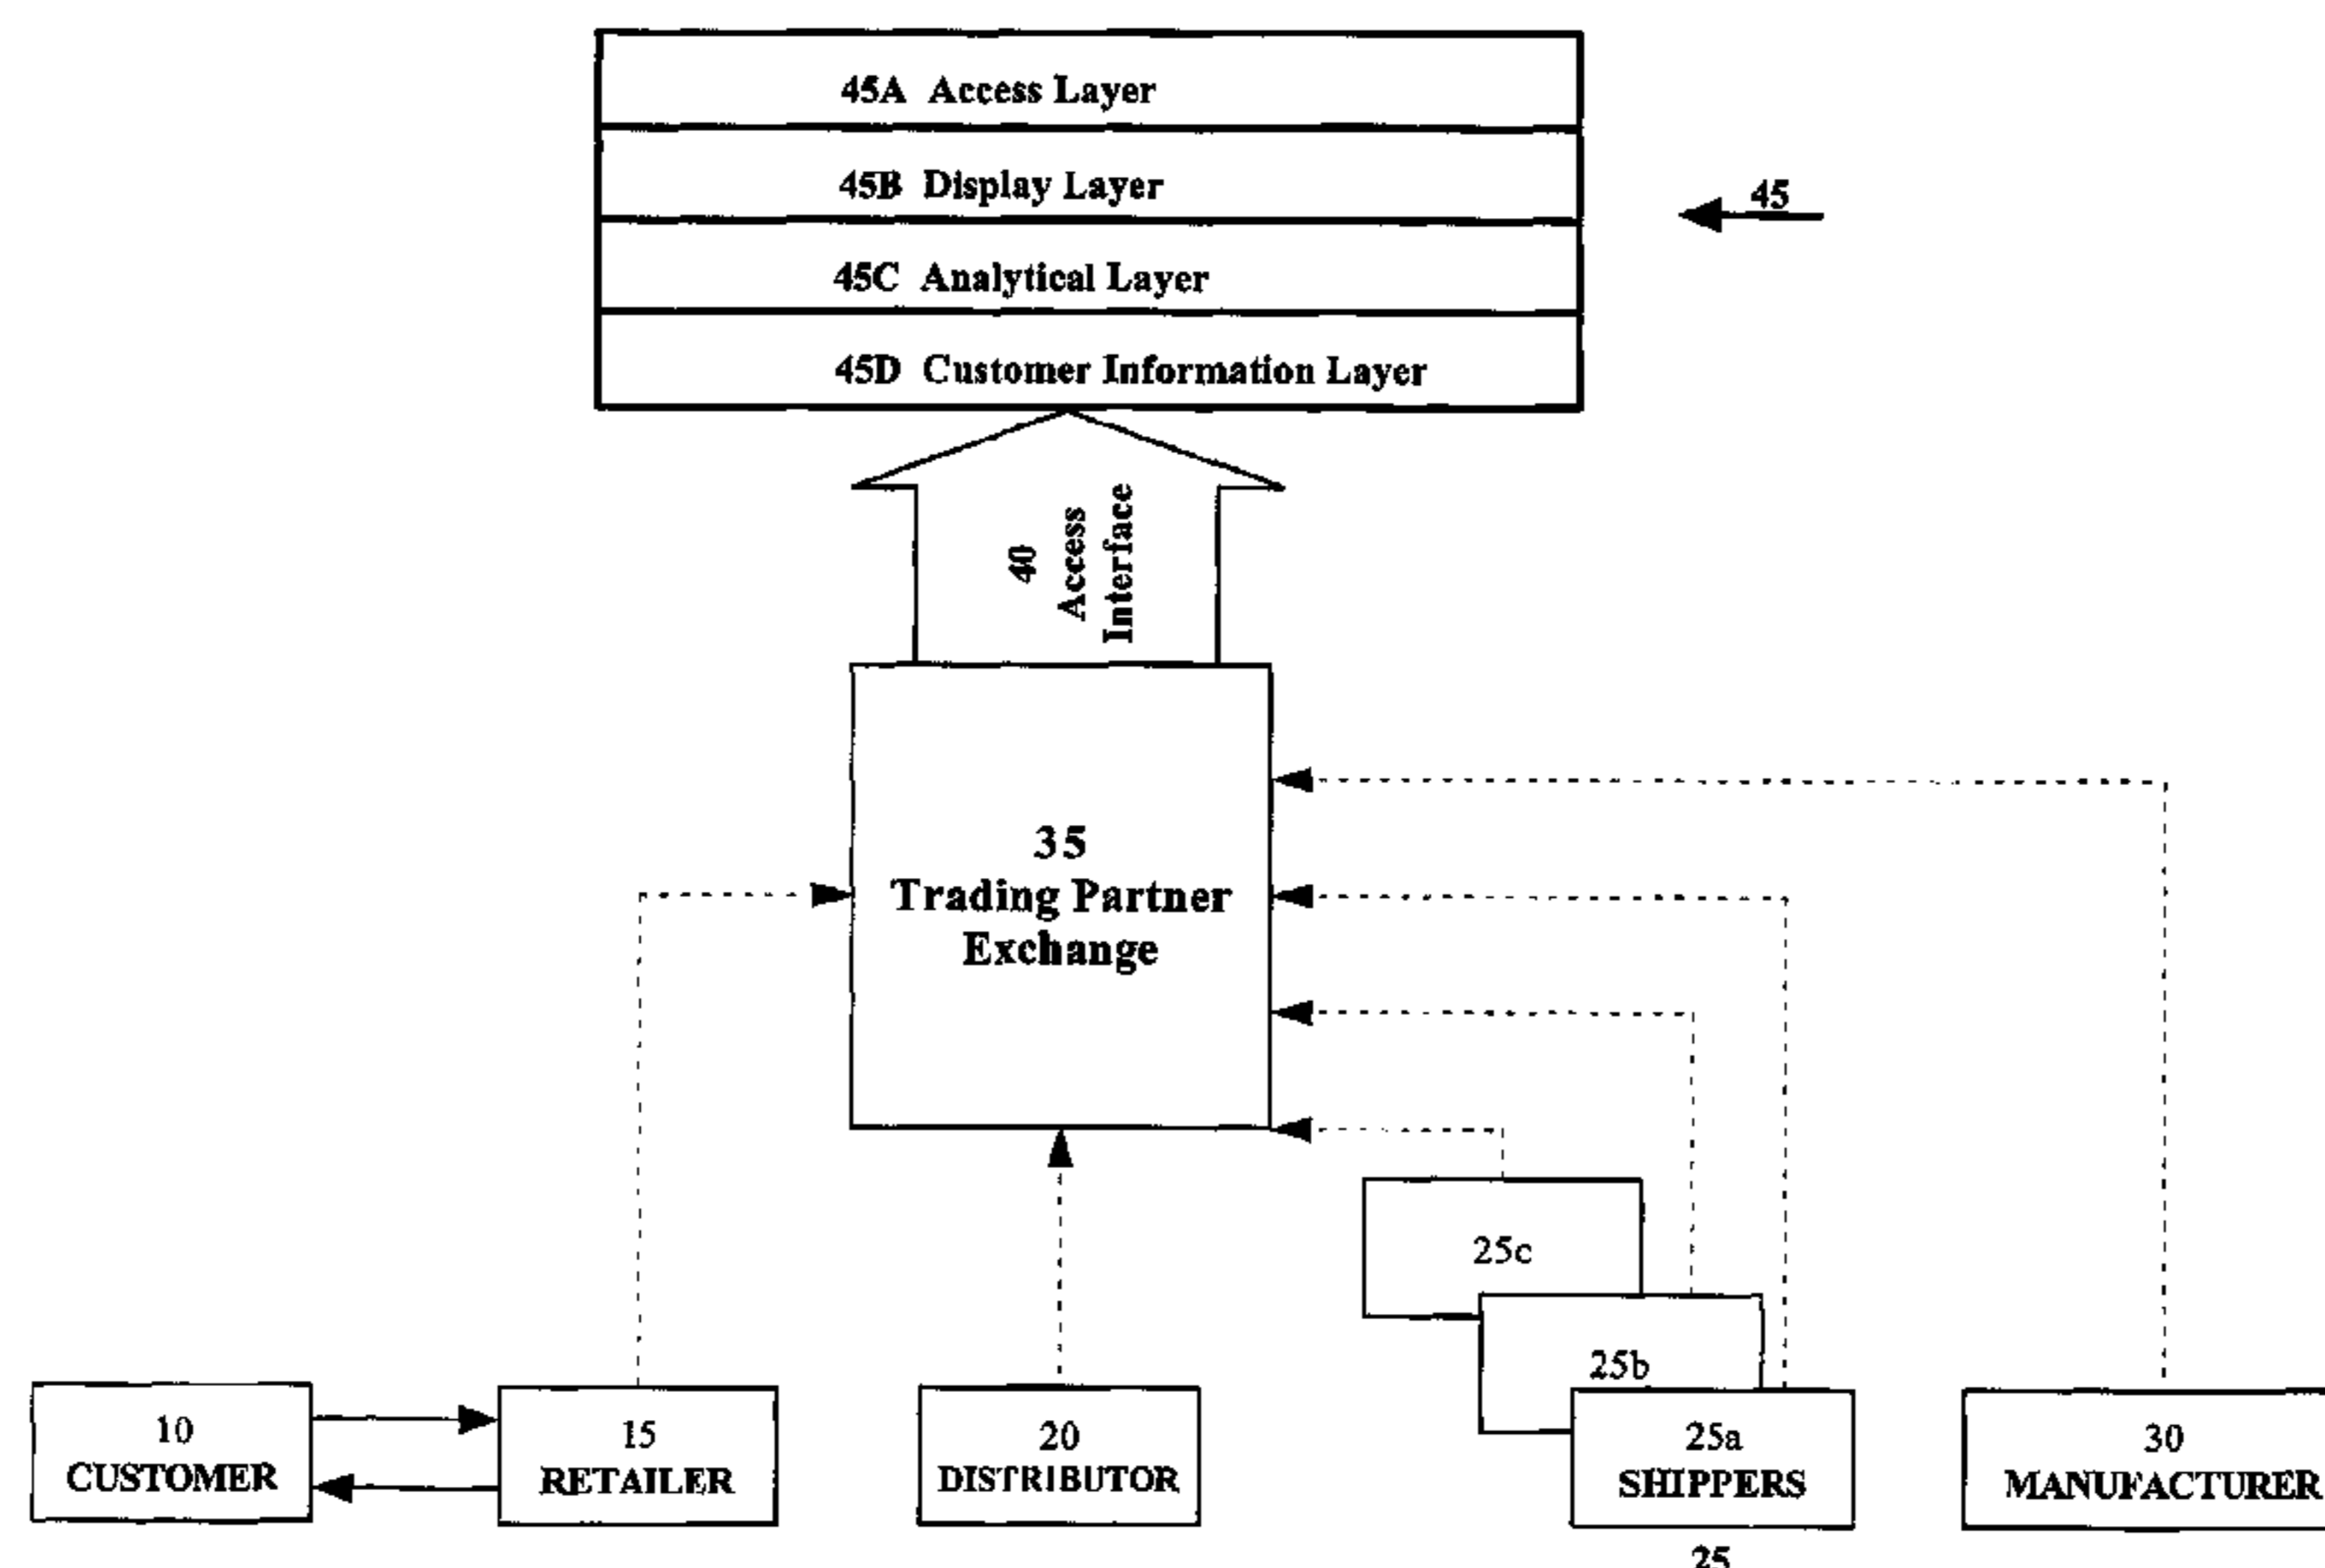 45A Access Layer
45B Display Layer
45
45C Analytical Layer
45D Customer Information Layer
40
Access
Interface
35
Trading Partner
Exchange
25c
25b
10
CUSTOMER
15
RETAILER
20
DISTRIBUTOR
25a
SHIPPERS
30
MANUFACTURER
25